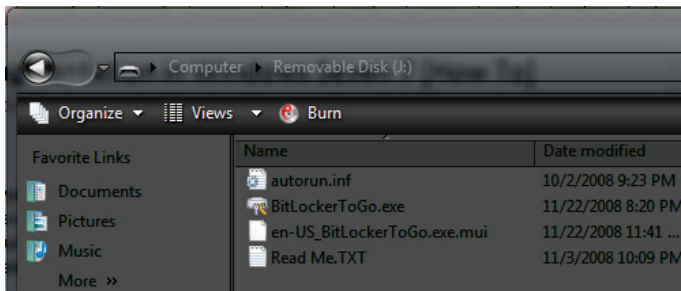 Computer Removable Disk (J:)
Organize Views Burn
Favorite Links
Documents
Pictures
Music
More »
Name Date modified
autorun.inf 10/2/2008 9:23 PM
BitLockerToGo.exe 11/22/2008 8:20 PM
en-US_BitLockerToGo.exe.mui 11/22/2008 11:41 ...
Read Me.TXT 11/3/2008 10:09 PM